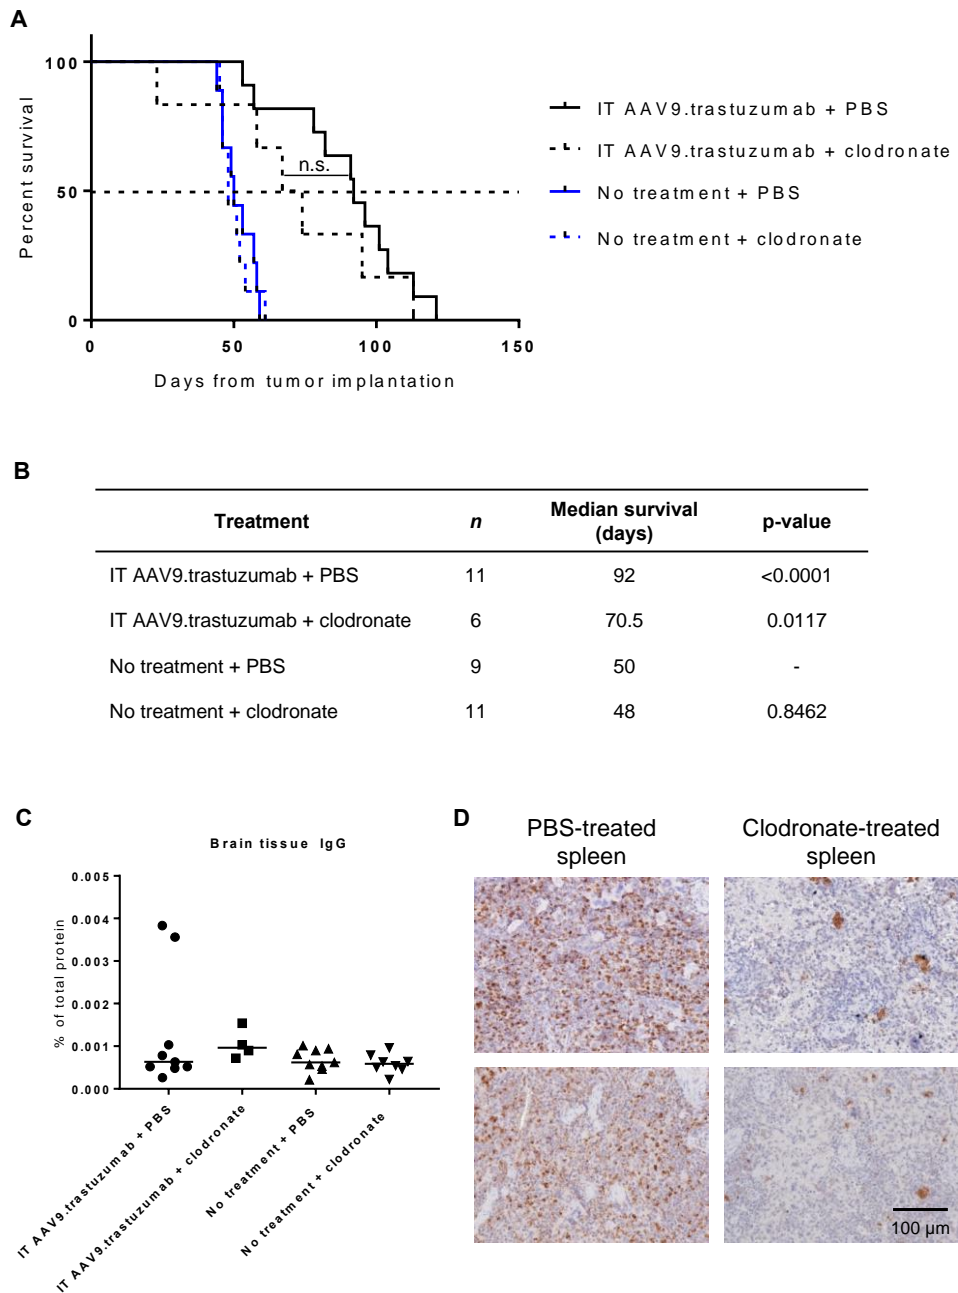 A
100
50
0
Percent survival
n.s.
0 50 100 150
Days from tumor implantation
IT AAV9.trastuzumab + PBS
IT AAV9.trastuzumab + clodronate
No treatment + PBS
No treatment + clodronate
B
Treatment n Median survival (days) p-value
IT AAV9.trastuzumab + PBS 11 92 <0.0001
IT AAV9.trastuzumab + clodronate 6 70.5 0.0117
No treatment + PBS 9 50 -
No treatment + clodronate 11 48 0.8462
C
Brain tissue IgG
% of total protein
0.005
0.004
0.003
0.002
0.001
0.000
IT AAV9.trastuzumab + PBS
IT AAV9.trastuzumab + clodronate
No treatment + PBS
No treatment + clodronate
D
PBS-treated
spleen
Clodronate-treated
spleen
100 µm